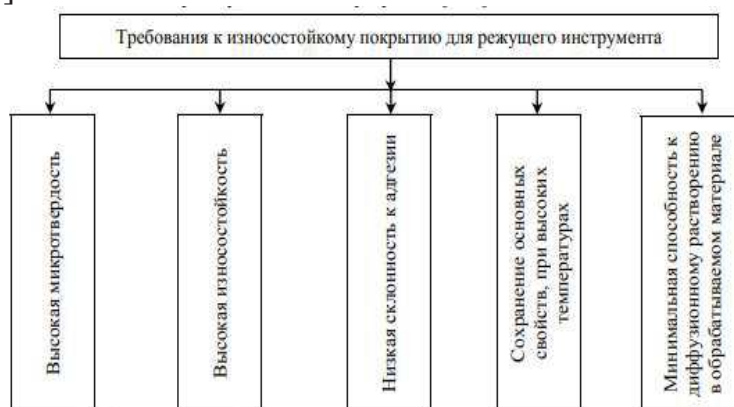 ]
Требования к износостойкому покрытию для режущего инструмента
Высокая микротвердость
Высокая износостойкость
Низкая склонность к адгезии
Сохранение основных
свойств, при высоких
температурах
Минимальная способность к
диффузионному растворению
в обрабатываемом материале